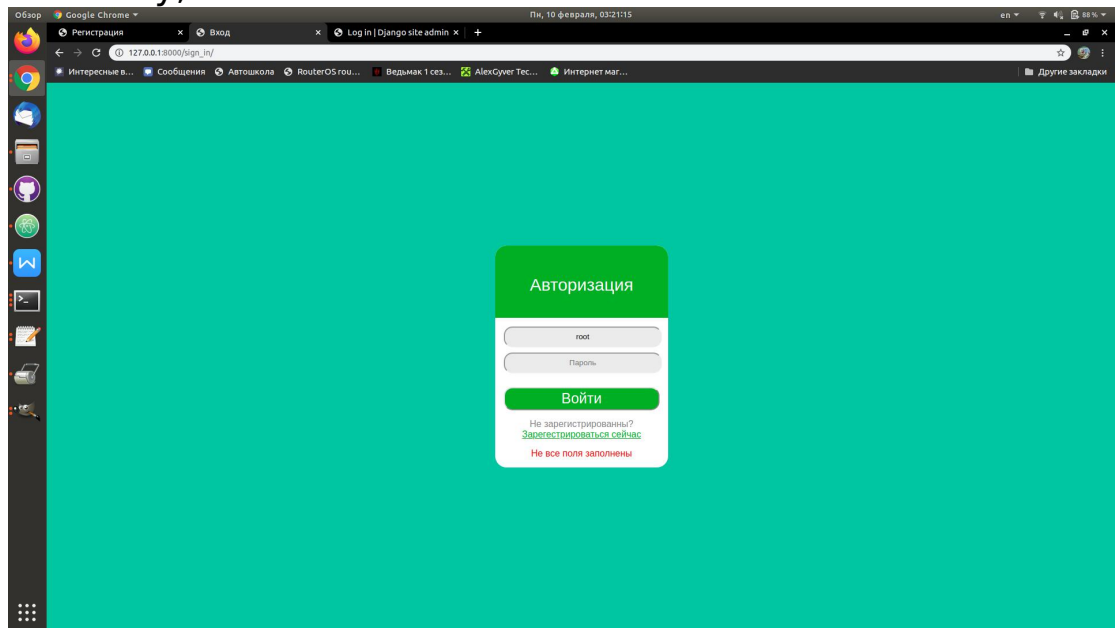 Обзор Google Chrome Пн, 10 февраля, 03:21:15 en 88 %
Регистрация Вход Log in | Django site admin
127.0.0.1:8000/sign_in/
Интересные в... Сообщения Автошкола RouterOS rou... Ведьмак 1 сез... AlexGyver Tec... Интернет маг... Другие закладки
Авторизация
root
Пароль
Войти
Не зарегистрированны?
Зарегестрироваться сейчас
Не все поля заполнены